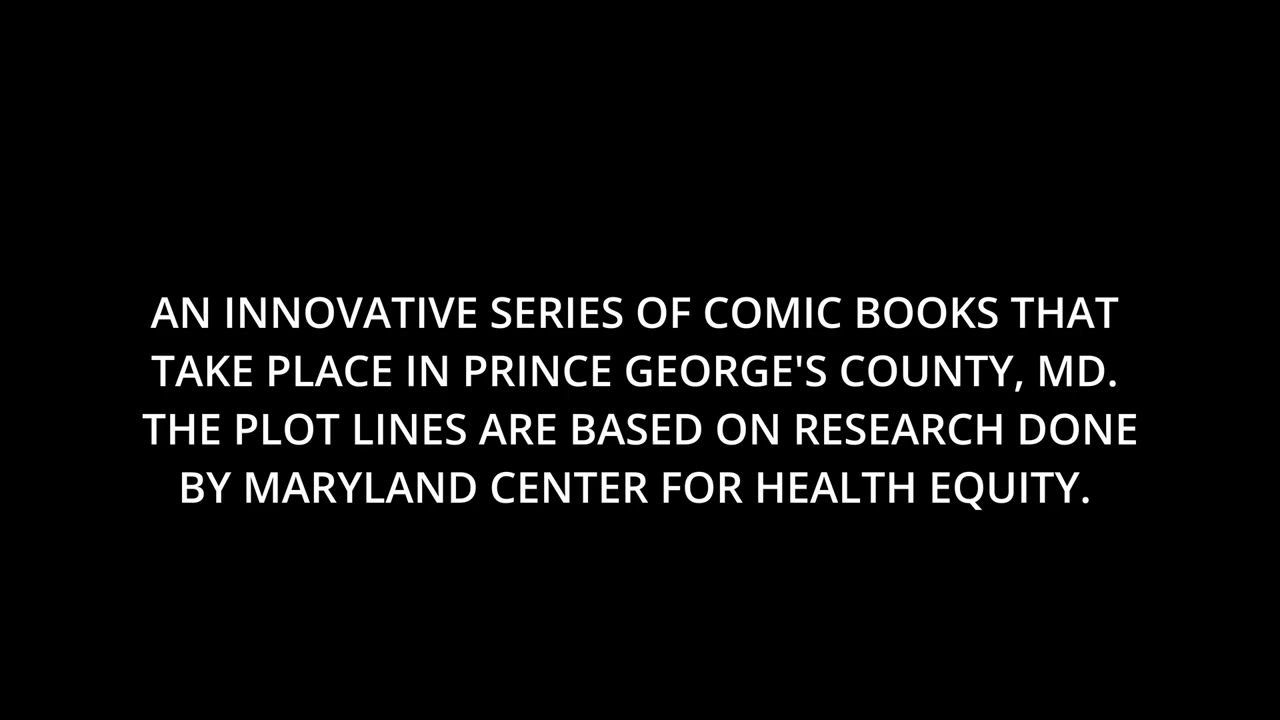 AN INNOVATIVE SERIES OF COMIC BOOKS THAT
TAKE PLACE IN PRINCE GEORGE'S COUNTY, MD.
THE PLOT LINES ARE BASED ON RESEARCH DONE
BY MARYLAND CENTER FOR HEALTH EQUITY.